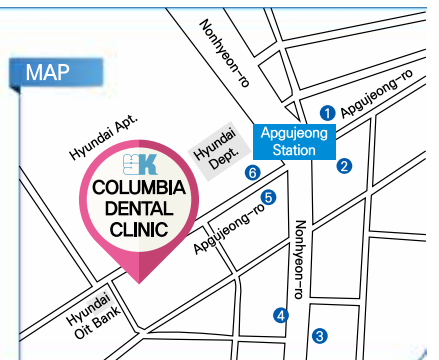 MAP
Nonhyeon-ro
1
Apgujeong-ro
Hyundai Apt.
Hyundai
Dept.
Apgujeong
Station
2
6
K
COLUMBIA
DENTAL
CLINIC
5
Apgujeong-ro
Nonhyeon-ro
Hyundai
Oit Bank
4
3